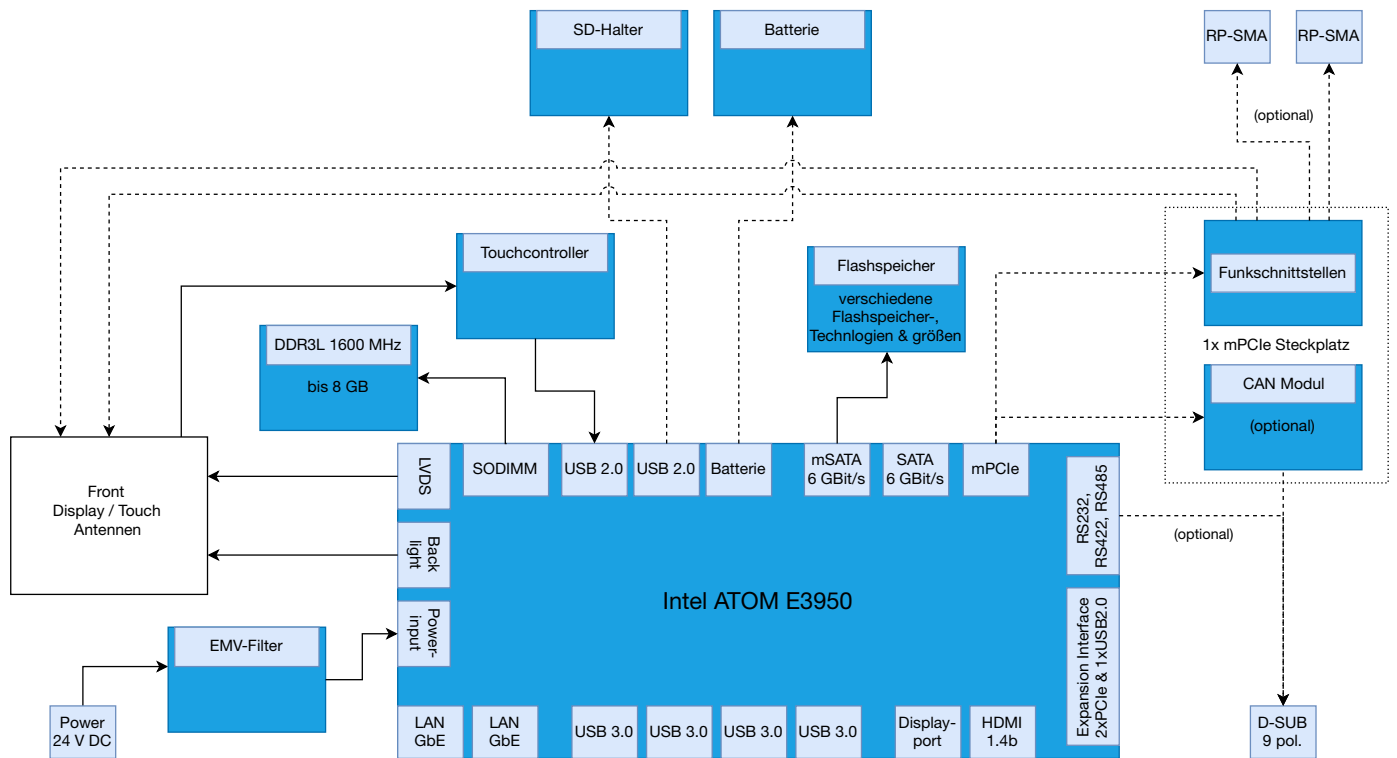 SD-Halter
Batterie
RP-SMA
RP-SMA
(optional)
Touchcontroller
Flashspeicher
verschiedene
Flashspeicher-,
Technlogien & größen
Funkschnittstellen
1x mPCIe Steckplatz
CAN Modul
(optional)
DDR3L 1600 MHz
bis 8 GB
Front
Display / Touch
Antennen
LVDS
SODIMM
USB 2.0
USB 2.0
Batterie
mSATA
6 GBit/s
SATA
6 GBit/s
mPCIe
RS232,
RS422, RS485
(optional)
Back
light
Intel ATOM E3950
Power-
input
EMV-Filter
Expansion Interface
2xPCIe & 1xUSB2.0
Power
24 V DC
LAN
GbE
LAN
GbE
USB 3.0
USB 3.0
USB 3.0
USB 3.0
Display-
port
HDMI
1.4b
D-SUB
9 pol.